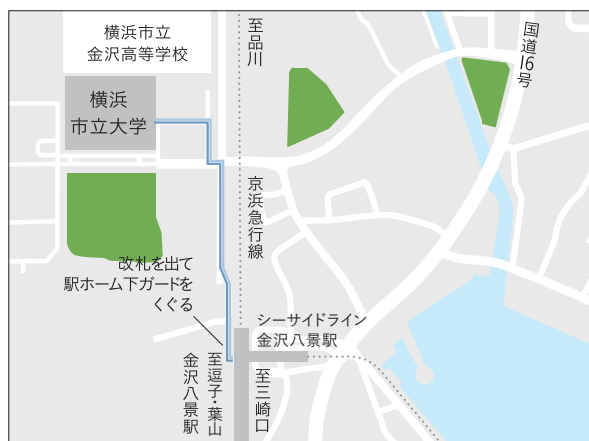 横浜市立
金沢高等学校
至品川
国道16号
横浜
市立大学
京浜急行線
改札を出て
駅ホーム下ガードを
くぐる
シーサイドライン
金沢八景駅
金沢八景駅
至逗子・葉山
至三崎口